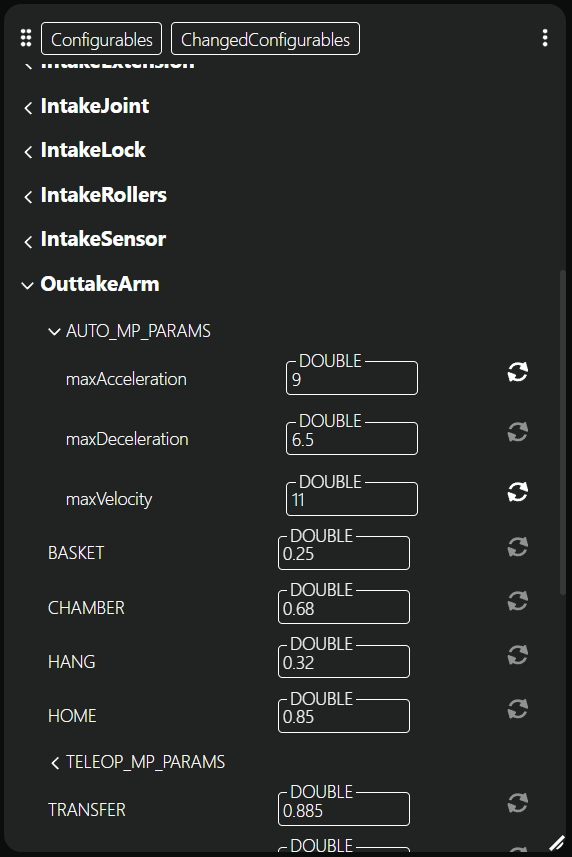 Configurables ChangedConfigurables
IntakeExtension
IntakeJoint
IntakeLock
IntakeRollers
IntakeSensor
OuttakeArm
AUTO_MP_PARAMS
DOUBLE
maxAcceleration 9
DOUBLE
maxDeceleration 6.5
DOUBLE
maxVelocity 11
DOUBLE
BASKET 0.25
DOUBLE
CHAMBER 0.68
DOUBLE
HANG 0.32
DOUBLE
HOME 0.85
TELEOP_MP_PARAMS
DOUBLE
TRANSFER 0.885
DOUBLE